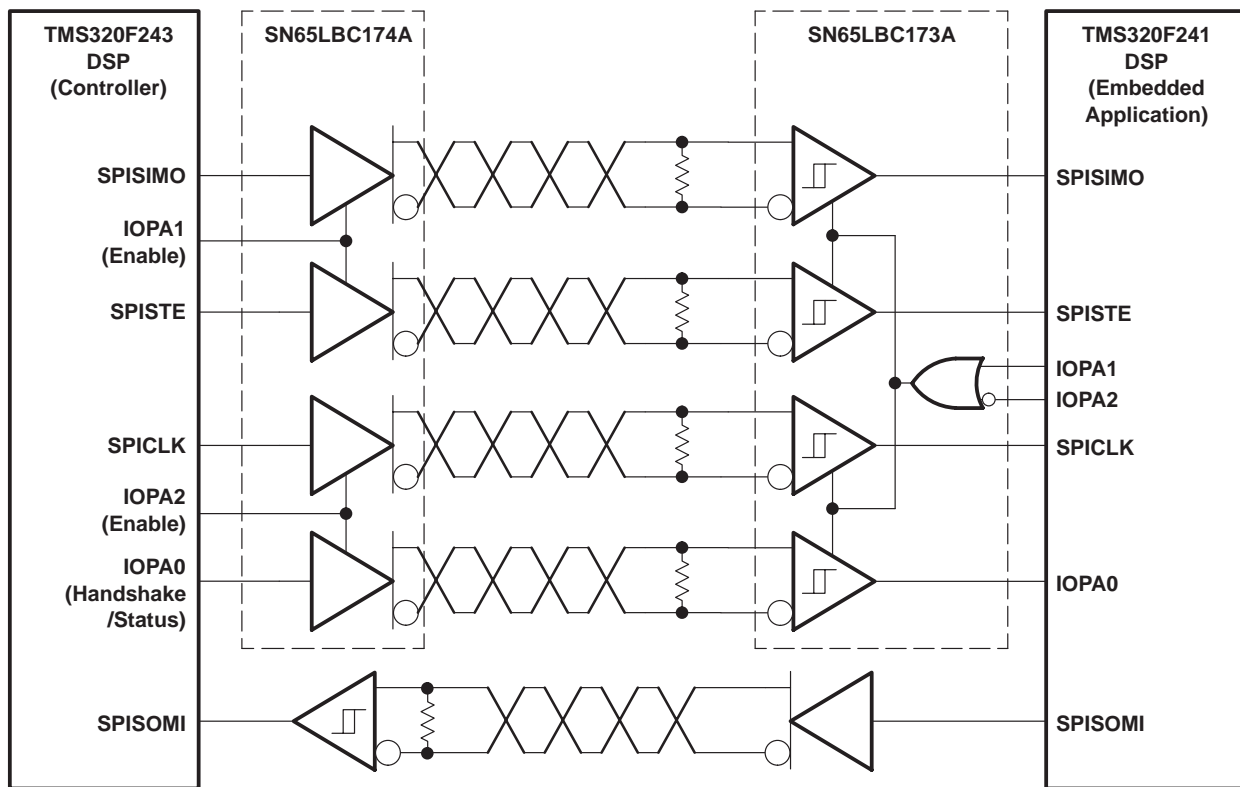 TMS320F243
DSP
(Controller)
SN65LBC174A
SN65LBC173A
TMS320F241
DSP
(Embedded
Application)
SPISIMO
SPISIMO
IOPA1
(Enable)
SPISTE
SPISTE
IOPA1
IOPA2
SPICLK
SPICLK
IOPA2
(Enable)
IOPA0
(Handshake
/Status)
IOPA0
SPISOMI
SPISOMI